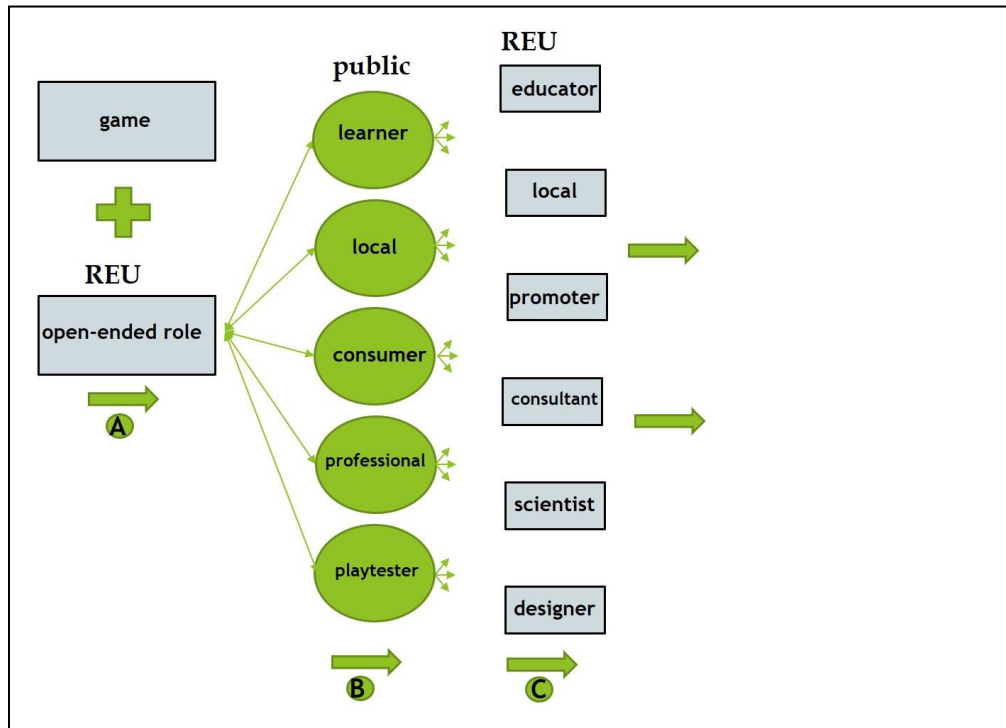 game
REU
open-ended role
A
public
learner
local
consumer
professional
playtester
B
REU
educator
local
promoter
consultant
scientist
designer
C